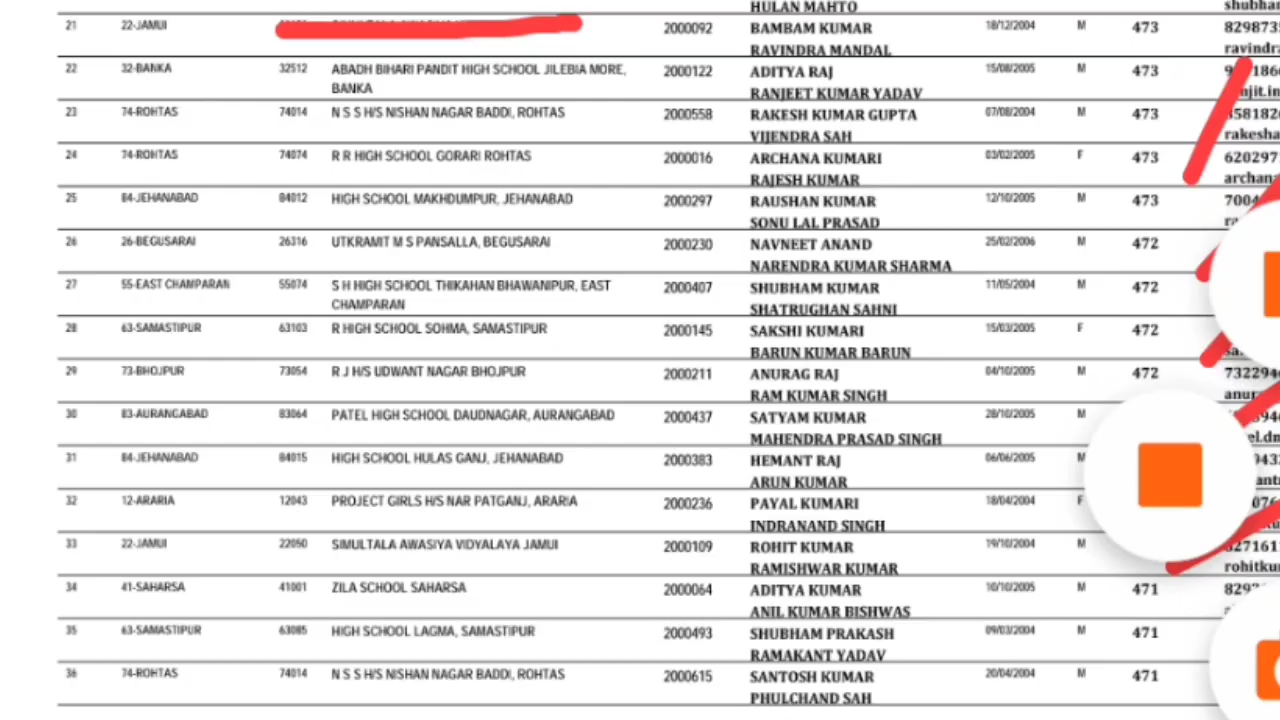 HULAN MAHTO
21 22-JAMUI 2000092 BAMBAM KUMAR 18/12/2004 M 473
RAVINDRA MANDAL ravindra
22 32-BANKA 32512 ABADH BIHARI PANDIT HIGH SCHOOL JILEBIA MORE, 2000122 ADITYA RAJ 15/08/2005 M 473
BANKA RANJEET KUMAR YADAV
23 74-ROHTAS 74014 N S S H/S NISHAN NAGAR BADDI, ROHTAS 2000558 RAKESH KUMAR GUPTA 07/08/2004 M 473
VIJENDRA SAH rakesha
24 74-ROHTAS 74074 R R HIGH SCHOOL GORARI ROHTAS 2000016 ARCHANA KUMARI 03/02/2005 F 473 620297
RAJESH KUMAR archana
25 84-JEHANABAD 84012 HIGH SCHOOL MAKHDUMPUR, JEHANABAD 2000297 RAUSHAN KUMAR 12/10/2005 M 473 7004
SONU LAL PRASAD
26 26-BEGUSARAI 26316 UTKRAMIT M S PANSALLA, BEGUSARAI 2000230 NAVNEET ANAND 25/02/2006 M 472
NARENDRA KUMAR SHARMA
27 55-EAST CHAMPARAN 55074 S H HIGH SCHOOL THIKAHAN BHAWANIPUR, EAST 2000407 SHUBHAM KUMAR 11/05/2004 M 472
CHAMPARAN SHATRUGHAN SAHNI
28 63-SAMASTIPUR 63103 R HIGH SCHOOL SOHMA, SAMASTIPUR 2000145 SAKSHI KUMARI 15/03/2005 F 472
BARUN KUMAR BARUN
29 73-BHOJPUR 73054 R J H/S UDWANT NAGAR BHOJPUR 2000211 ANURAG RAJ 04/10/2005 M 472 732294
RAM KUMAR SINGH
30 83-AURANGABAD 83064 PATEL HIGH SCHOOL DAUDNAGAR, AURANGABAD 2000437 SATYAM KUMAR 28/10/2005 M
MAHENDRA PRASAD SINGH
31 84-JEHANABAD 84015 HIGH SCHOOL HULAS GANJ, JEHANABAD 2000383 HEMANT RAJ 06/06/2005
ARUN KUMAR
32 12-ARARIA 12043 PROJECT GIRLS H/S NAR PATGANJ, ARARIA 2000236 PAYAL KUMARI 18/04/2004 F
INDRANAND SINGH
33 22-JAMUI 22050 SIMULTALA AWASIYA VIDYALAYA JAMUI 2000109 ROHIT KUMAR 19/10/2004 M
RAMISHWAR KUMAR rohitku
34 41-SAHARSA 41001 ZILA SCHOOL SAHARSA 2000064 ADITYA KUMAR 10/10/2005 M 471
ANIL KUMAR BISHWAS
35 63-SAMASTIPUR 63085 HIGH SCHOOL LAGMA, SAMASTIPUR 2000493 SHUBHAM PRAKASH 09/03/2004 M 471
RAMAKANT YADAV
36 74-ROHTAS 74014 N S S H/S NISHAN NAGAR BADDI, ROHTAS 2000615 SANTOSH KUMAR 20/04/2004 M 471
PHULCHAND SAH